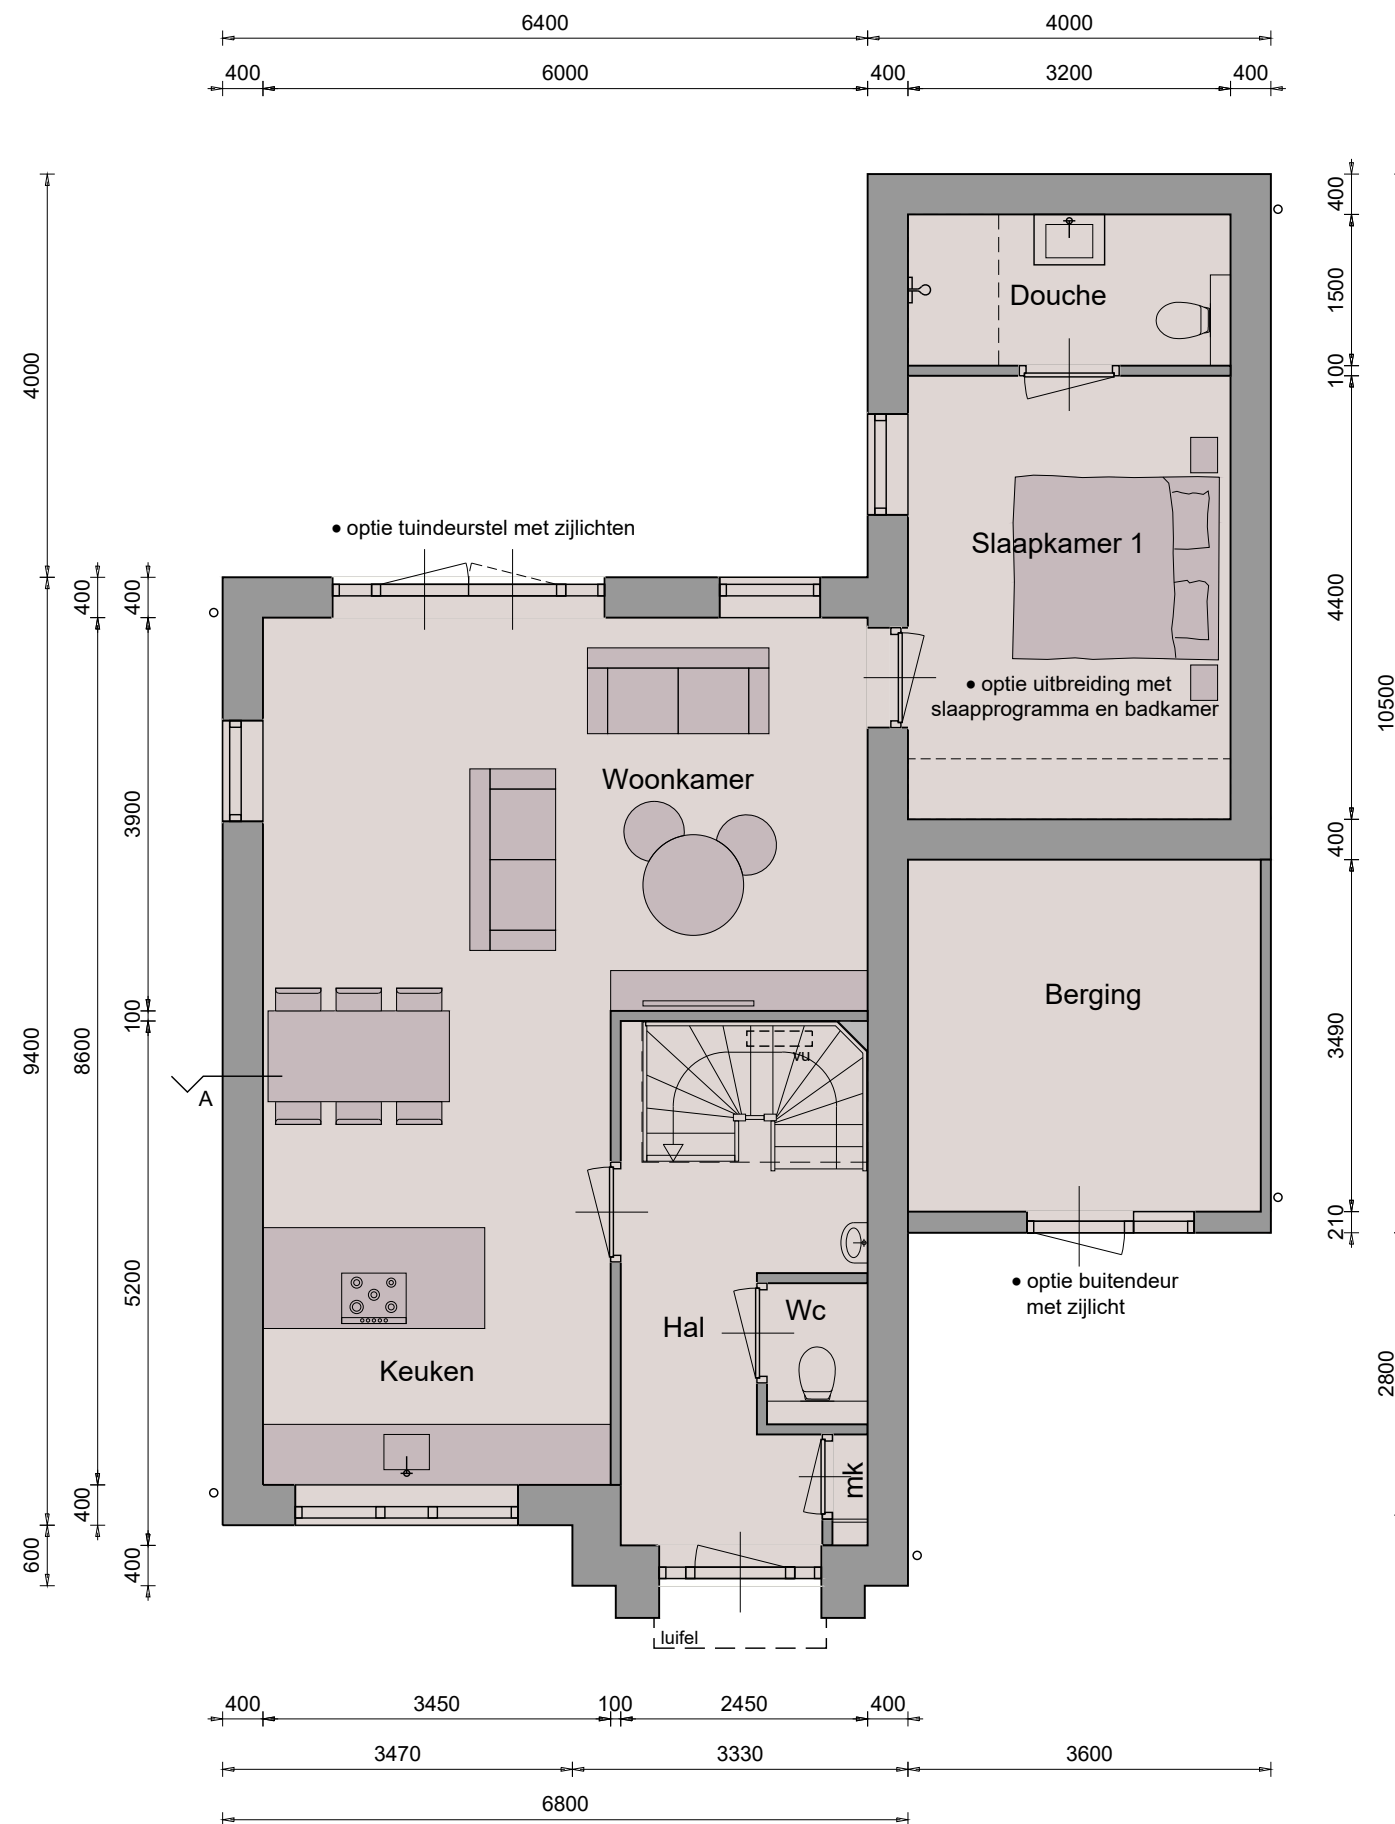 6400
4000
400
6000
400
3200
400
4000
9400
600
400
8600
400
400
3900
100
5200
400
400
1500
100
4400
400
3490
210
10500
2800
Douche
Slaapkamer 1
• optie uitbreiding met
slaapprogramma en badkamer
• optie tuindeurstel met zijlichten
Woonkamer
Berging
vu
A
• optie buitendeur
met zijlicht
Wc
Hal
Keuken
mk
luifel
400
3450
100
2450
400
3470
3330
3600
6800